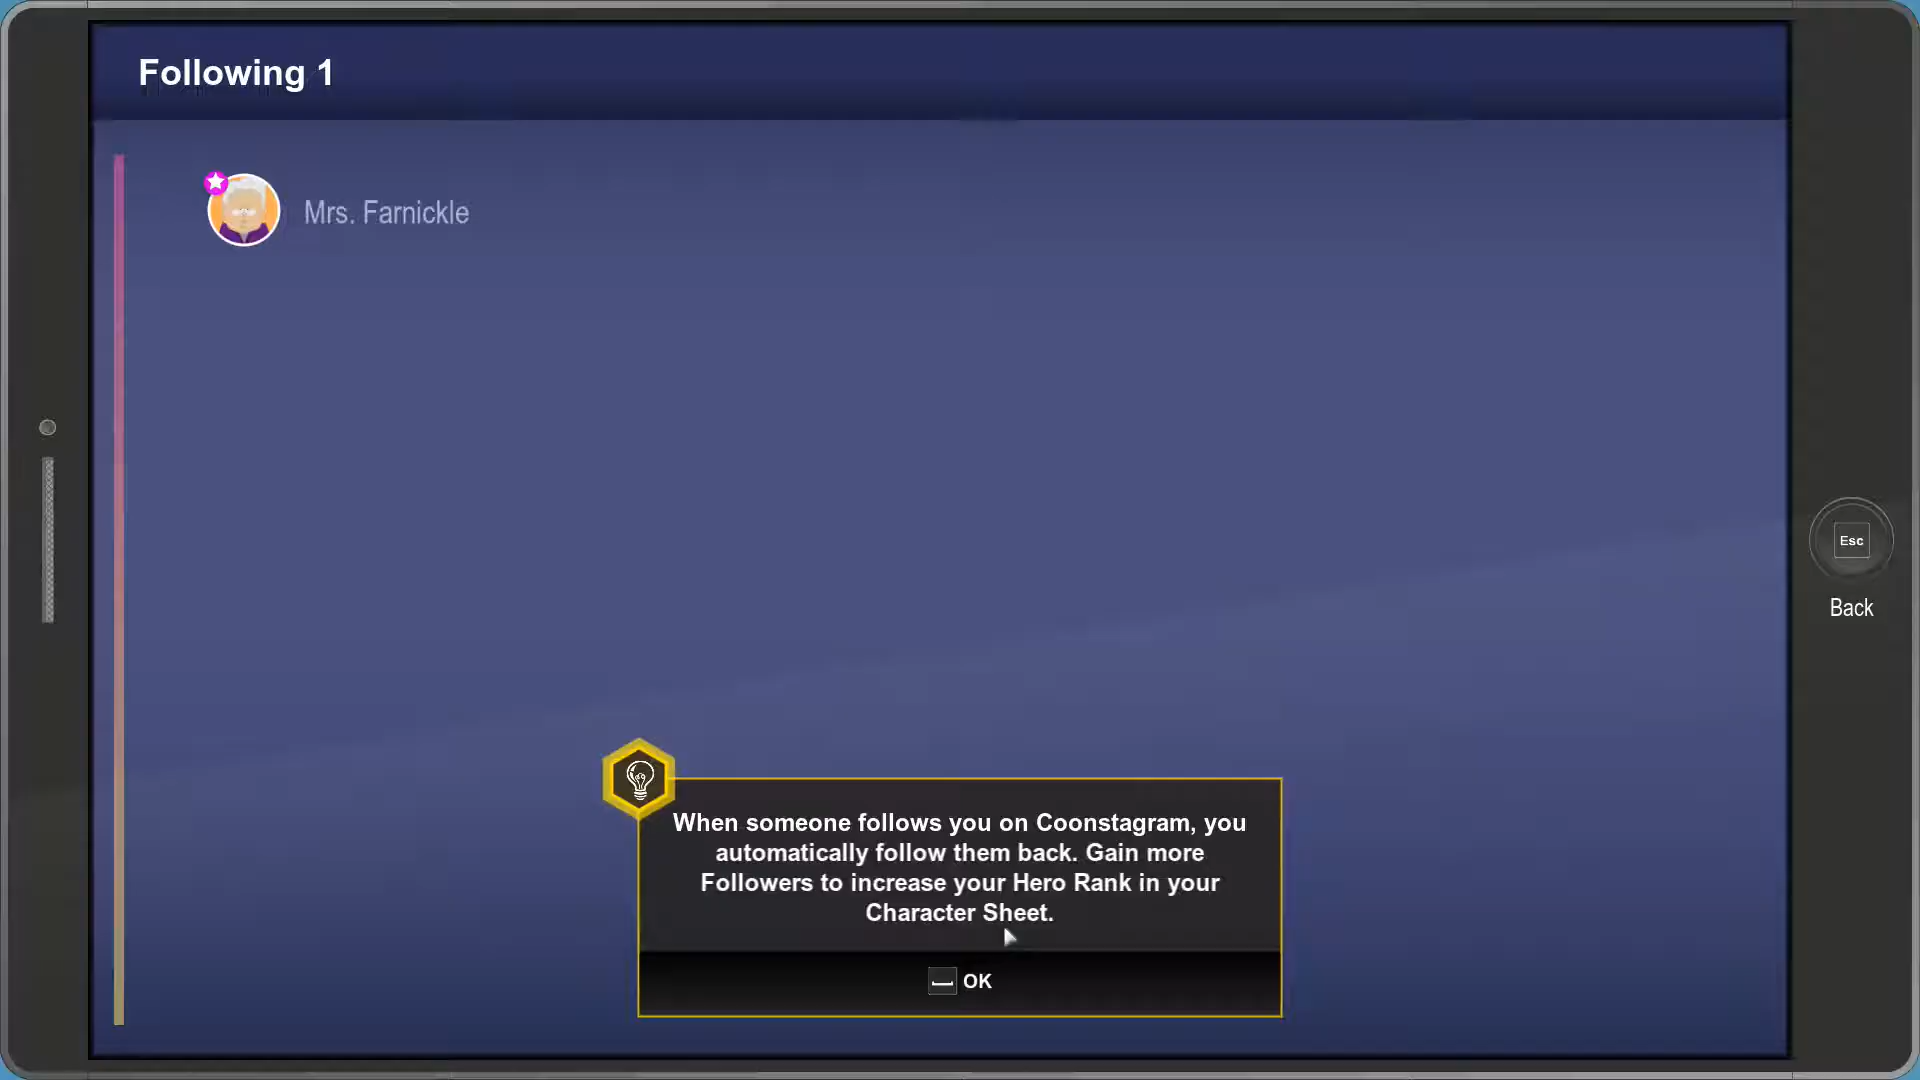 Following 1
Mrs. Farnickle
Esc
Back
When someone follows you on Coonstagram, you
automatically follow them back. Gain more
Followers to increase your Hero Rank in your
Character Sheet.
OK